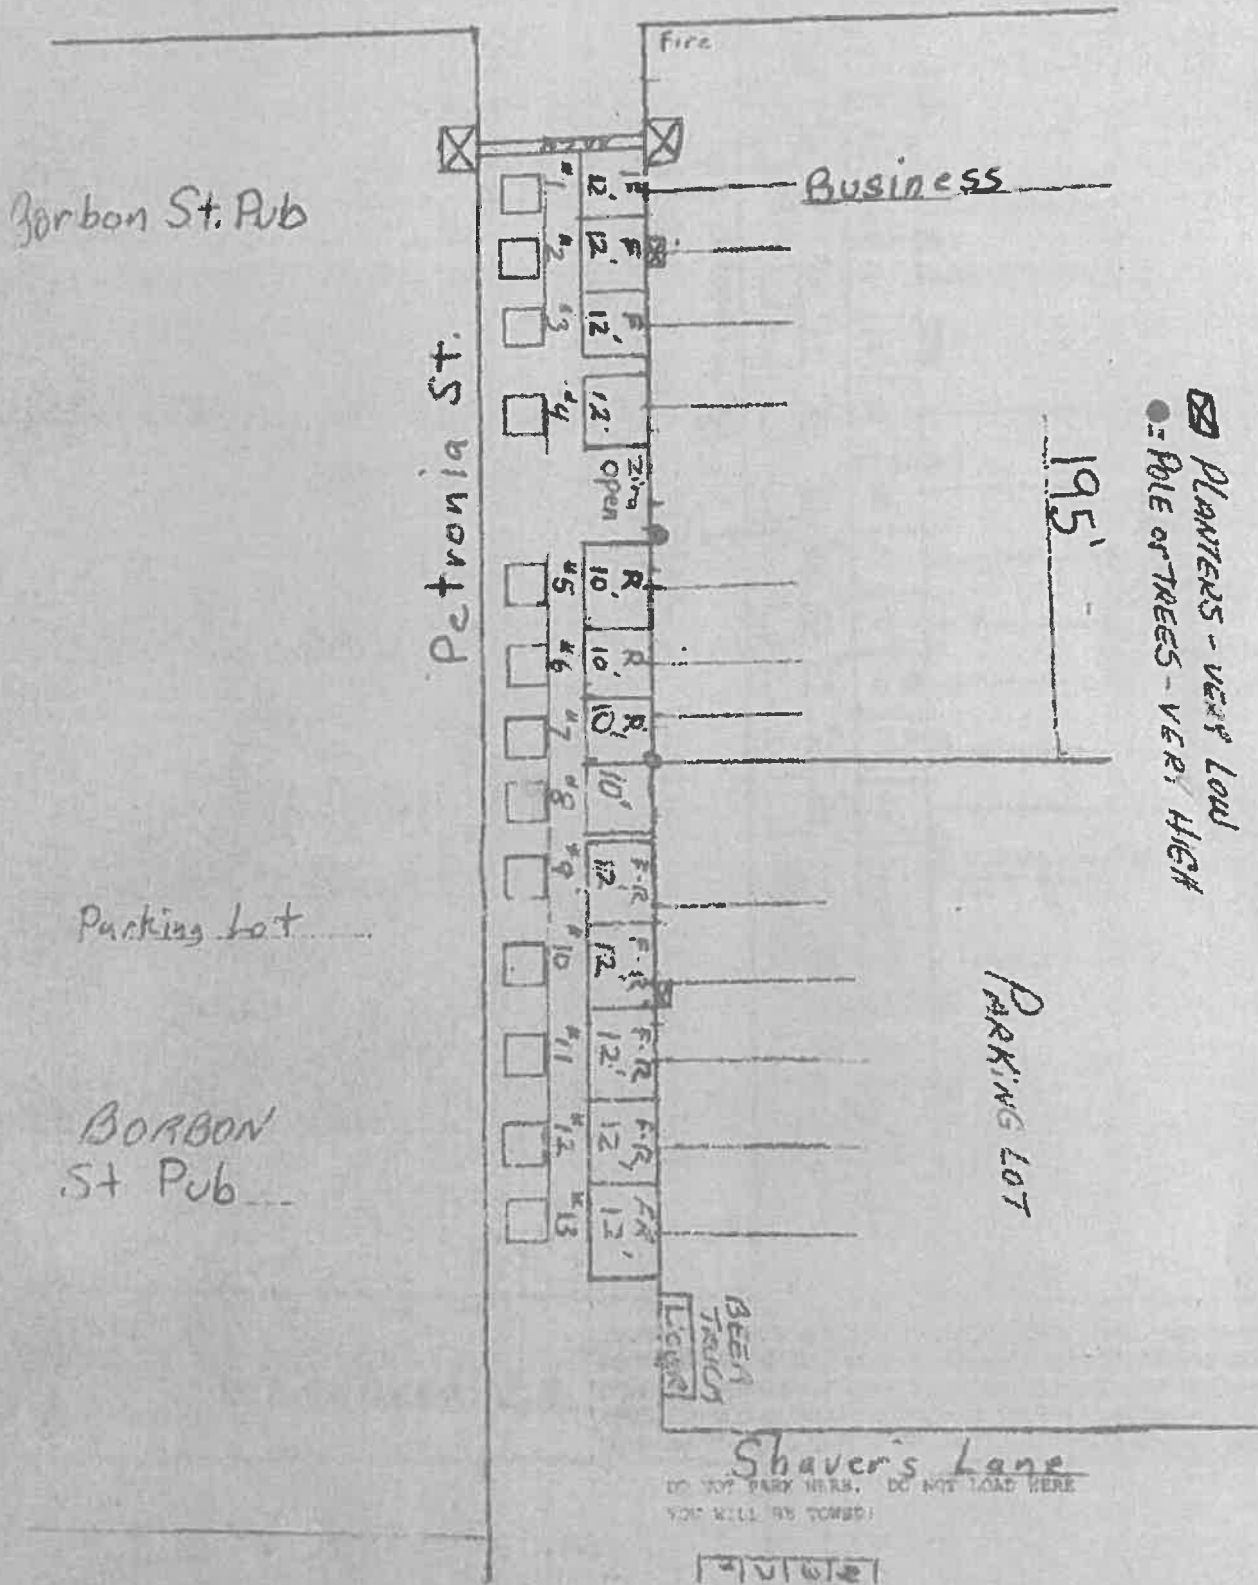 Fire
Borbon St. Pub
Business
#1 12' F
#2 12' F
#3 12' F
#4 12'
Open
Petronia St.
195'
PLANTERS - VERY LOW
= POLE or TREES - VERY HIGH
#5 10' R
#6 10' R
#7 10' R
#8 10'
#9 12 F-R
#10 12 F-R
#11 12' F-R
#12 12' F-R
#13 12' FR
Parking Lot
PARKING LOT
BORBON
St Pub
BEER
TRUCK
LIQUOR
Shaver's Lane
DO NOT PARK HERE. DO NOT LOAD HERE
YOU WILL BE TOWED!